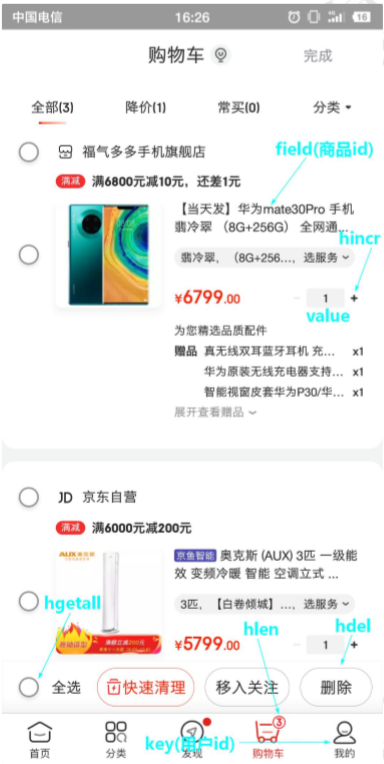 中国电信 16:26 16
购物车 完成
全部(3) 降价(1) 常买(0) 分类
福气多多手机旗舰店
field(商品id)
满减 满6800元减10元，还差1元
【当天发】华为mate30Pro 手机
翡冷翠 （8G+256G） 全网通...
hincr
翡冷翠，（8G+256...，选服务
¥6799.00 1 +
value
为您精选品质配件
赠品 真无线双耳蓝牙耳机 充... x1
华为原装无线充电器支持... x1
智能视窗皮套华为P30/华... x1
展开查看赠品
JD 京东自营
满减 满6000元减200元
AUX
京鱼智能 奥克斯 (AUX) 3匹 一级能
效 变频冷暖 智能 空调立式 ...
hgetall
3匹，【白卷倾城】...，选服务
hlen
hdel
¥5799.00 1 +
全选 快速清理 移入关注 删除
3
key(用户id)
首页 分类 发现 购物车 我的